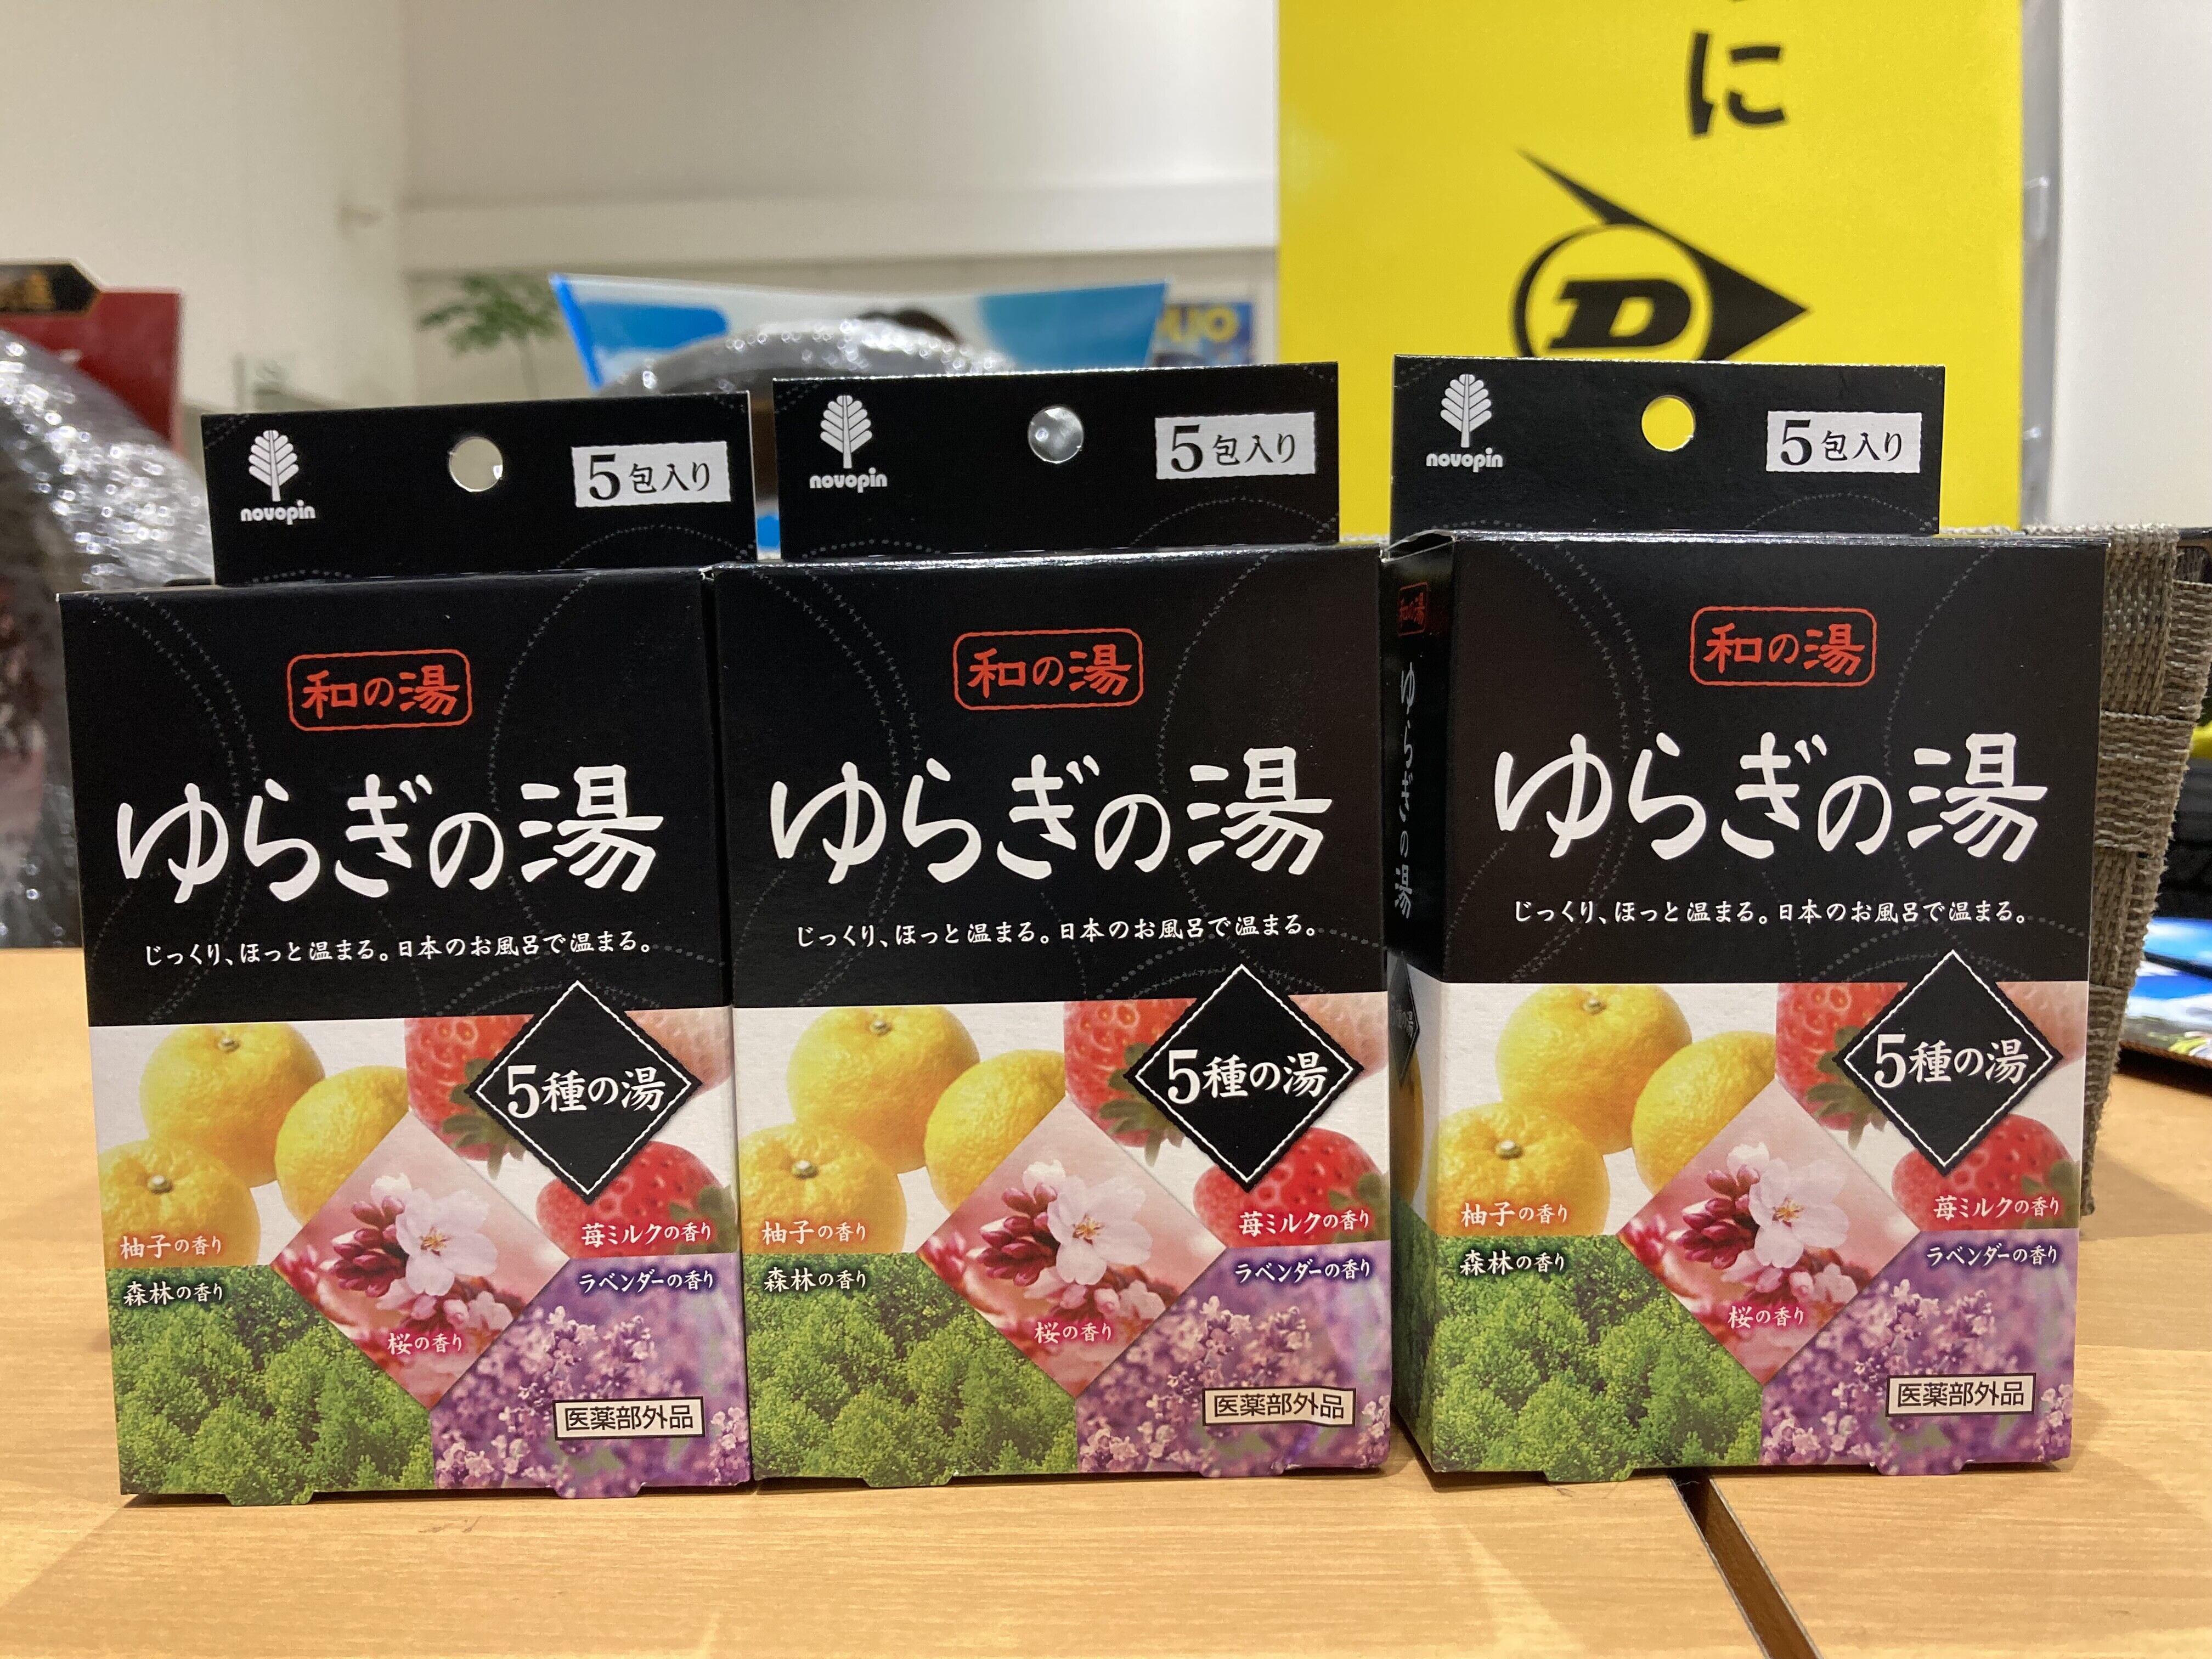 に
D
novopin
5包入り
和の湯
ゆらぎの湯
じっくり、ほっと温まる。日本のお風呂で温まる。
5種の湯
柚子の香り
苺ミルクの香り
森林の香り
ラベンダーの香り
桜の香り
医薬部外品
novopin
5包入り
和の湯
ゆらぎの湯
じっくり、ほっと温まる。日本のお風呂で温まる。
5種の湯
柚子の香り
苺ミルクの香り
森林の香り
ラベンダーの香り
桜の香り
医薬部外品
novopin
5包入り
和の湯
ゆらぎの湯
和の湯
ゆらぎの湯
じっくり、ほっと温まる。日本のお風呂で温まる。
5種の湯
柚子の香り
苺ミルクの香り
森林の香り
ラベンダーの香り
桜の香り
医薬部外品